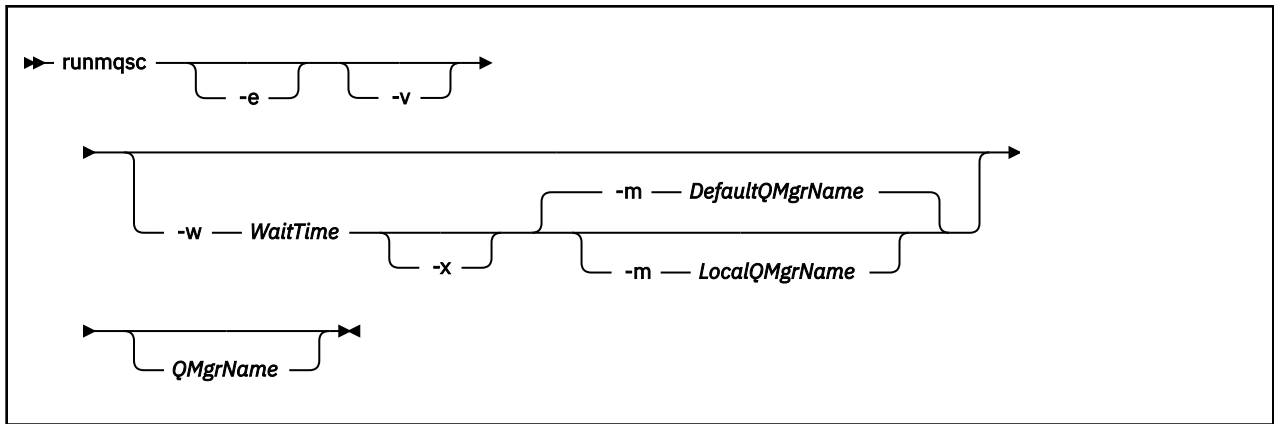 runmqsc
-e
-v
-m DefaultQMgrName
-w WaitTime
-x
-m LocalQMgrName
QMgrName